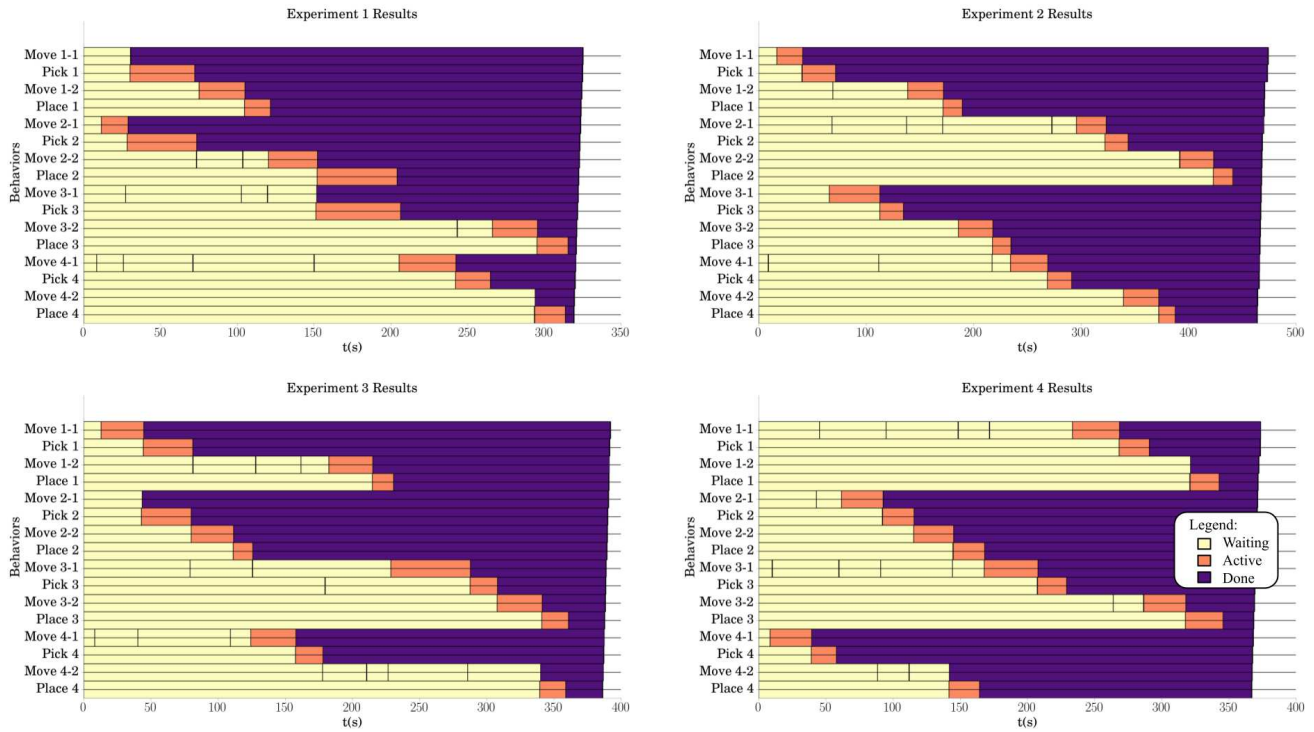 Experiment 1 Results
Behaviors
Move 1-1
Pick 1
Move 1-2
Place 1
Move 2-1
Pick 2
Move 2-2
Place 2
Move 3-1
Pick 3
Move 3-2
Place 3
Move 4-1
Pick 4
Move 4-2
Place 4
0 50 100 150 200 250 300 350
t(s)
Experiment 2 Results
Behaviors
Move 1-1
Pick 1
Move 1-2
Place 1
Move 2-1
Pick 2
Move 2-2
Place 2
Move 3-1
Pick 3
Move 3-2
Place 3
Move 4-1
Pick 4
Move 4-2
Place 4
0 100 200 300 400 500
t(s)
Experiment 3 Results
Behaviors
Move 1-1
Pick 1
Move 1-2
Place 1
Move 2-1
Pick 2
Move 2-2
Place 2
Move 3-1
Pick 3
Move 3-2
Place 3
Move 4-1
Pick 4
Move 4-2
Place 4
0 50 100 150 200 250 300 350 400
t(s)
Experiment 4 Results
Behaviors
Move 1-1
Pick 1
Move 1-2
Place 1
Move 2-1
Pick 2
Move 2-2
Place 2
Move 3-1
Pick 3
Move 3-2
Place 3
Move 4-1
Pick 4
Move 4-2
Place 4
0 50 100 150 200 250 300 350 400
t(s)
Legend:
Waiting
Active
Done